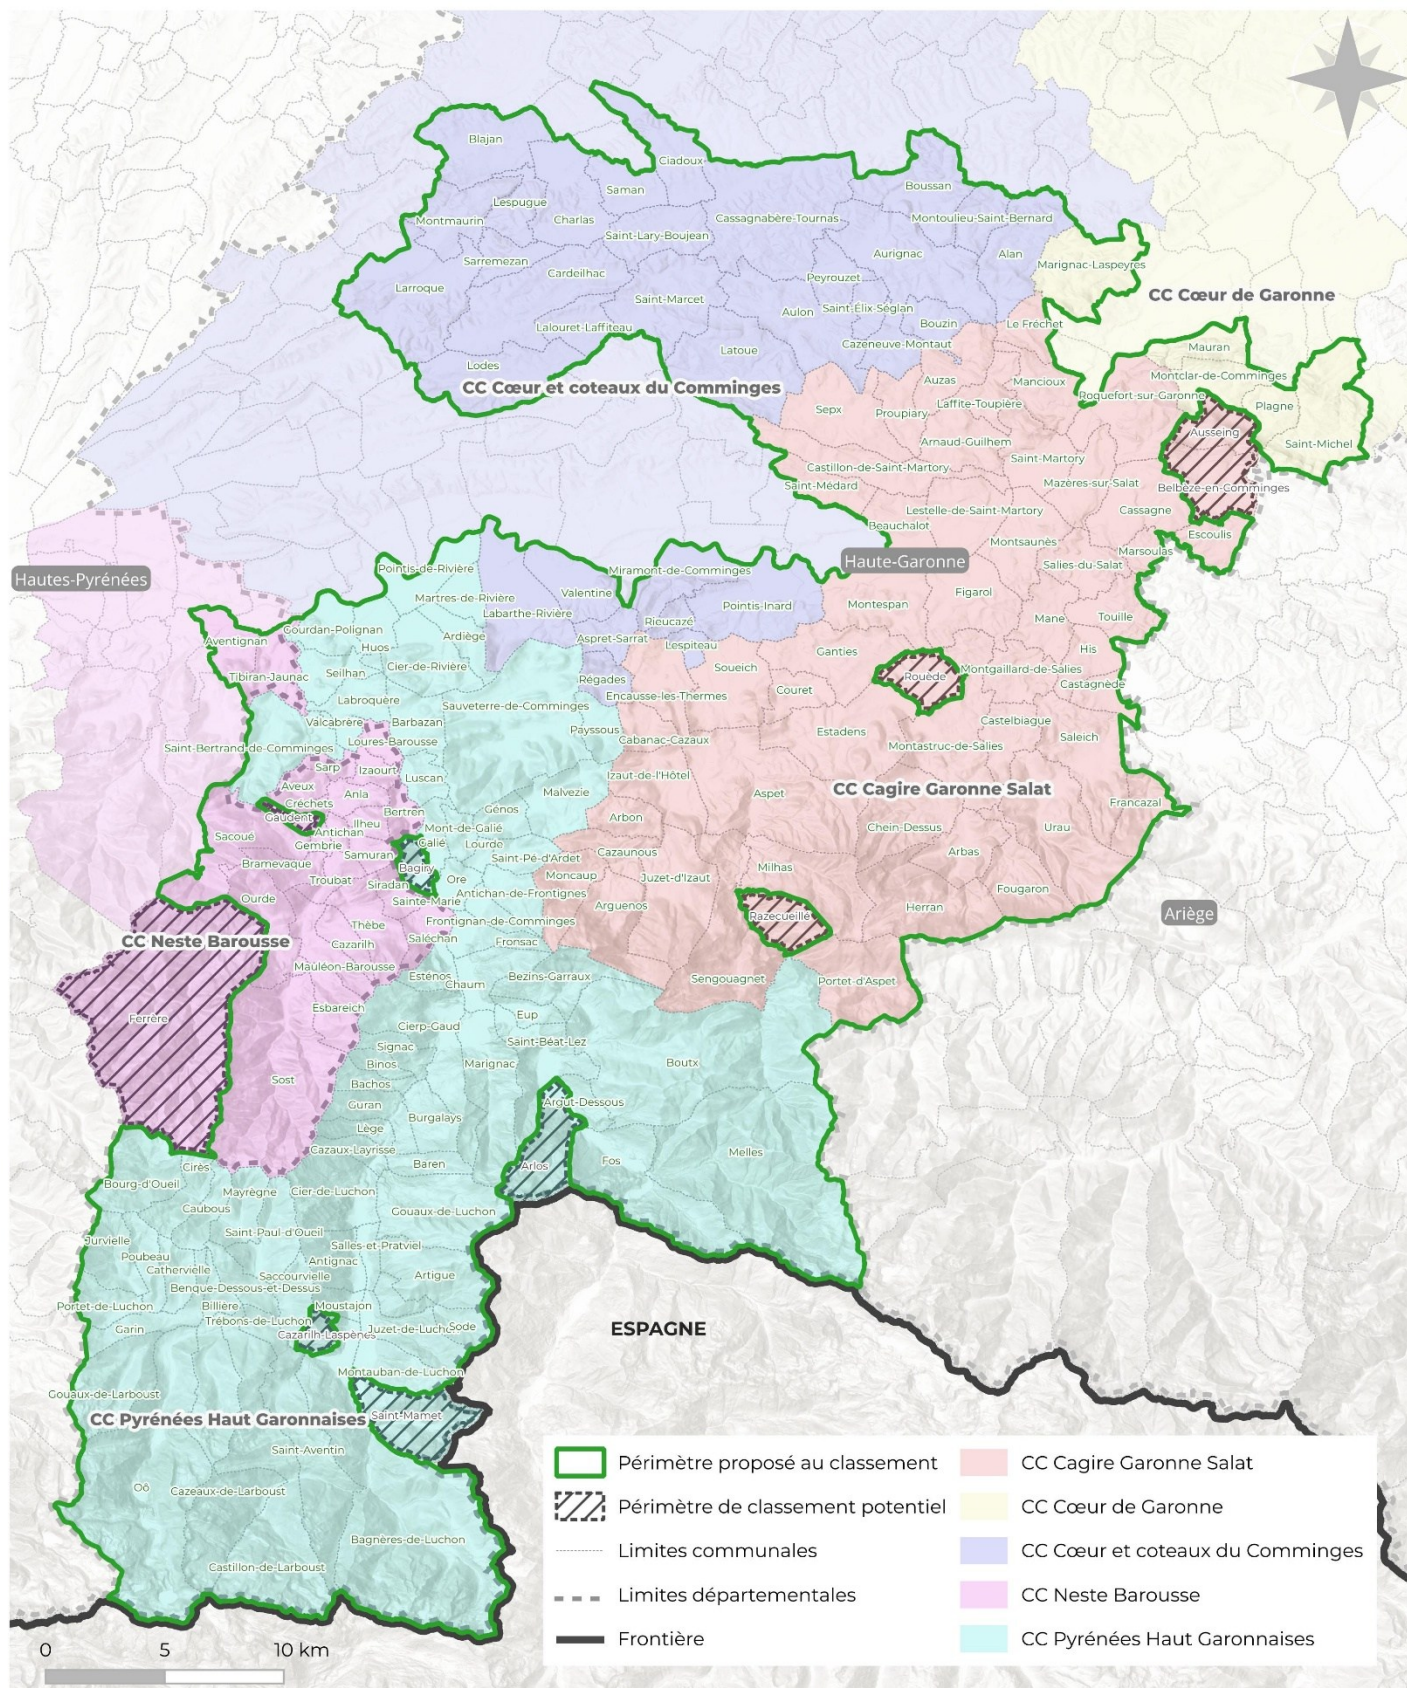 Blajan
Ciadoux
Boussan
Saman
Lespugue
Charlas
Montmaurin
Cassagnabère-Tournas
Montoulieu-Saint-Bernard
Saint-Lary-Boujean
Aurignac
Alan
Sarremezan
Cardeilhac
Marignac-Laspeyres
Peyrouzet
Larroque
Saint-Marcet
CC Cœur de Garonne
Aulon
Saint-Élix-Séglan
Lalouret-Laffiteau
Bouzin
Le Fréchet
Latoue
Cazeneuve-Montaut
Mauran
Lodes
CC Cœur et coteaux du Comminges
Auzas
Mancioux
Montclar-de-Comminges
Roquefort-sur-Garonne
Sepx
Proupiary
Laffite-Toupière
Plagne
Arnaud-Guilhem
Ausseing
Saint-Michel
Castillon-de-Saint-Martory
Saint-Martory
Saint-Médard
Mazères-sur-Salat
Belbèze-en-Comminges
Lestelle-de-Saint-Martory
Cassagne
Beauchalot
Escoulis
Montsaunès
Marsoulas
Haute-Garonne
Salies-du-Salat
Hautes-Pyrénées
Pointis-de-Rivière
Miramont-de-Comminges
Martres-de-Rivière
Valentine
Labarthe-Rivière
Pointis-Inard
Montespan
Figarol
Rieucazé
Mane
Touille
Gourdan-Polignan
Ardiège
Aspret-Sarrat
Lespiteau
Aventignan
Huos
Ganties
His
Cier-de-Rivière
Soueich
Montgaillard-de-Salies
Seilhan
Tibiran-Jaunac
Régades
Rouède
Castagnède
Encausse-les-Thermes
Couret
Labroquère
Sauveterre-de-Comminges
Valcabrère
Barbazan
Payssous
Estadens
Castelbiague
Saint-Bertrand-de-Comminges
Loures-Barousse
Cabanac-Cazaux
Montastruc-de-Salies
Saleich
Sarp
Izaourt
Luscan
Izaut-de-l'Hôtel
Aveux
Anla
Malvezie
Aspet
CC Cagire Garonne Salat
Créchets
Bertren
Génos
Francazal
Gaudent
Ilheu
Arbon
Sacoué
Antichan
Mont-de-Galié
Chein-Dessus
Urau
Gembrie
Galié
Lourde
Samuran
Cazaunous
Arbas
Bramevaque
Bagiry
Saint-Pé-d'Ardet
Milhas
Troubat
Siradan
Ore
Moncaup
Juzet-d'Izaut
Fougaron
Ourde
Sainte-Marie
Antichan-de-Frontignes
Arguenos
Herran
Razecueillé
Ariège
Thèbe
Frontignan-de-Comminges
CC Neste Barousse
Cazarilh
Saléchan
Fronsac
Mauléon-Barousse
Esténos
Bezins-Garraux
Sengouagnet
Portet-d'Aspet
Chaum
Esbareich
Ferrère
Eup
Cierp-Gaud
Saint-Béat-Lez
Signac
Binos
Marignac
Boutx
Sost
Bachos
Argut-Dessous
Guran
Burgalays
Lège
Cazaux-Layrisse
Melles
Cirès
Baren
Arlos
Fos
Bourg-d'Oueil
Mayrègne
Cier-de-Luchon
Caubous
Gouaux-de-Luchon
Saint-Paul-d'Oueil
Jurvielle
Salles-et-Pratviel
Poubeau
Antignac
Cathervielle
Saccourvielle
Artigue
Benque-Dessous-et-Dessus
Portet-de-Luchon
Billière
Moustajon
Trébons-de-Luchon
Garin
Cazarilh-Laspènes
Juzet-de-Luchon
Sode
ESPAGNE
Montauban-de-Luchon
Gouaux-de-Larboust
CC Pyrénées Haut Garonnaises
Saint-Mamet
Saint-Aventin
Oô
Cazeaux-de-Larboust
Bagnères-de-Luchon
Castillon-de-Larboust
Périmètre proposé au classement
Périmètre de classement potentiel
Limites communales
Limites départementales
Frontière
CC Cagire Garonne Salat
CC Cœur de Garonne
CC Cœur et coteaux du Comminges
CC Neste Barousse
CC Pyrénées Haut Garonnaises
0 5 10 km